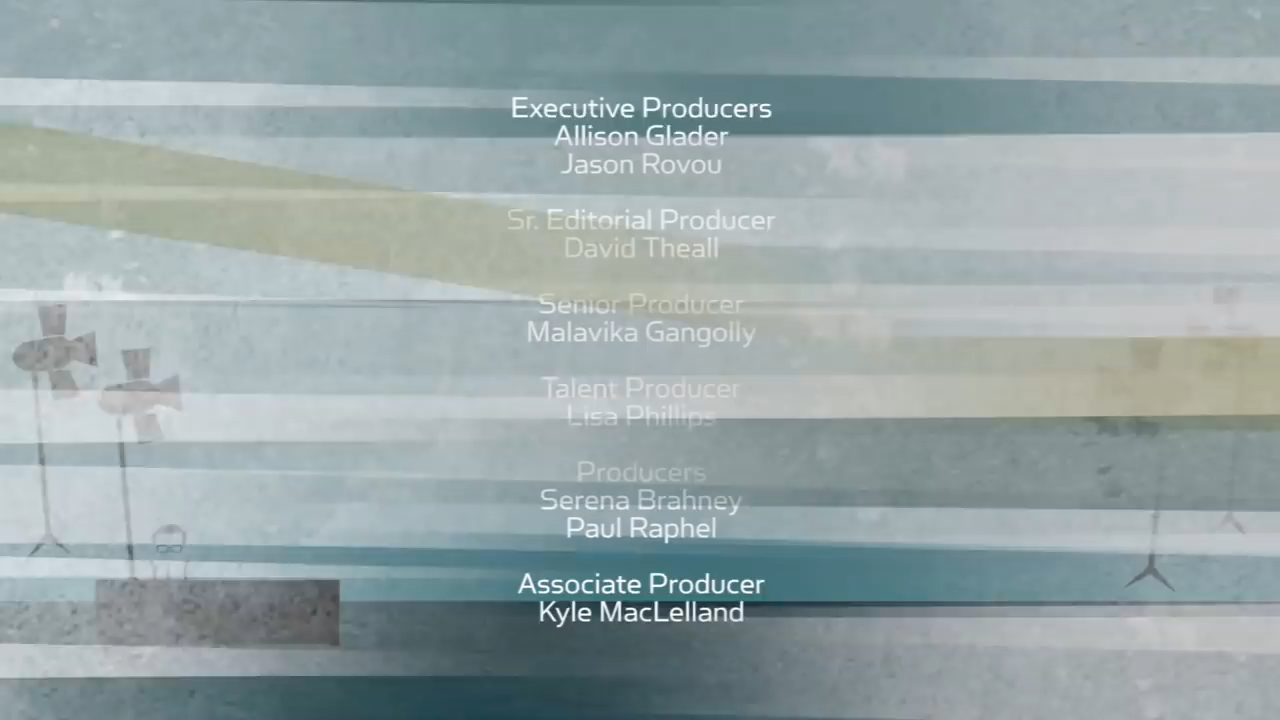 Executive Producers
Allison Glader
Jason Rovou
Sr. Editorial Producer
David Theall
Senior Producer
Malavika Gangolly
Talent Producer
Lisa Phillips
Producers
Serena Brahney
Paul Raphel
Associate Producer
Kyle MacLelland